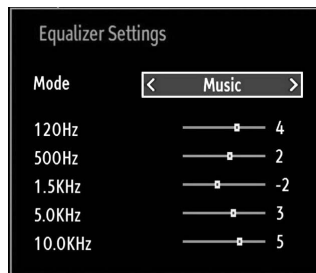 Equalizer Settings
Mode < Music >
120Hz 4
500Hz 2
1.5KHz -2
5.0KHz 3
10.0KHz 5